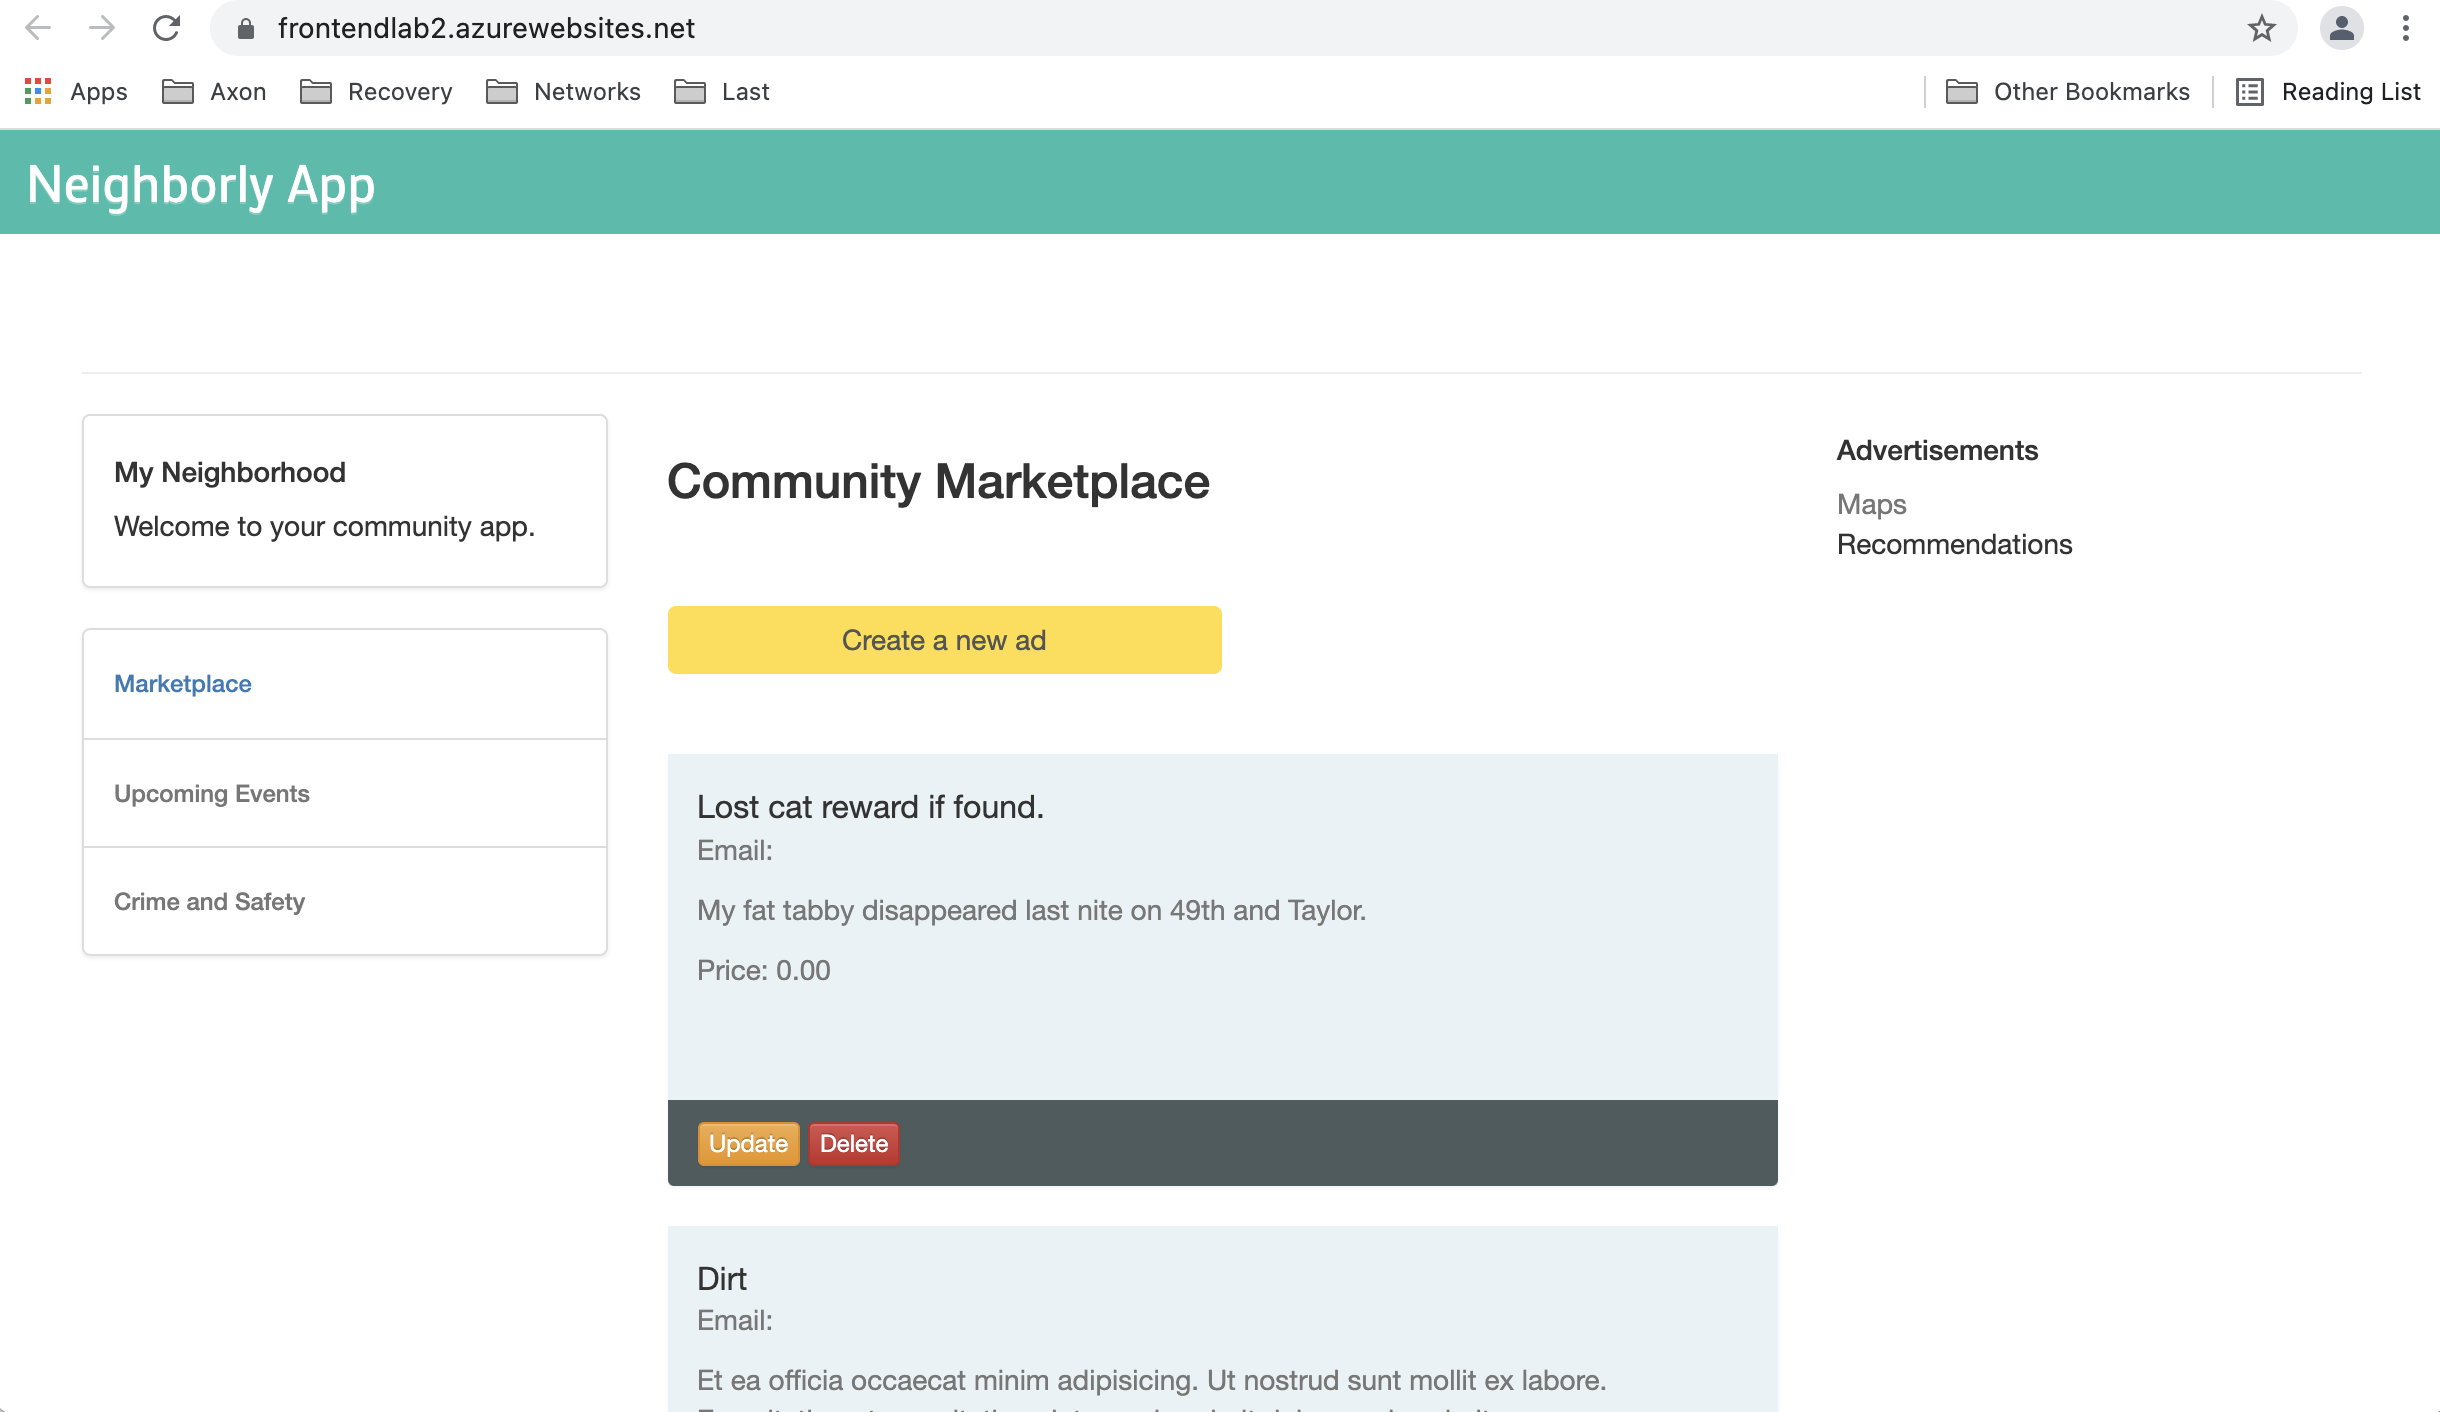 frontendlab2.azurewebsites.net
Apps Axon Recovery Networks Last Other Bookmarks Reading List
Neighborly App
My Neighborhood
Welcome to your community app.
Marketplace
Upcoming Events
Crime and Safety
Community Marketplace
Create a new ad
Lost cat reward if found.
Email:
My fat tabby disappeared last nite on 49th and Taylor.
Price: 0.00
Update Delete
Dirt
Email:
Et ea officia occaecat minim adipisicing. Ut nostrud sunt mollit ex labore.
Advertisements
Maps
Recommendations